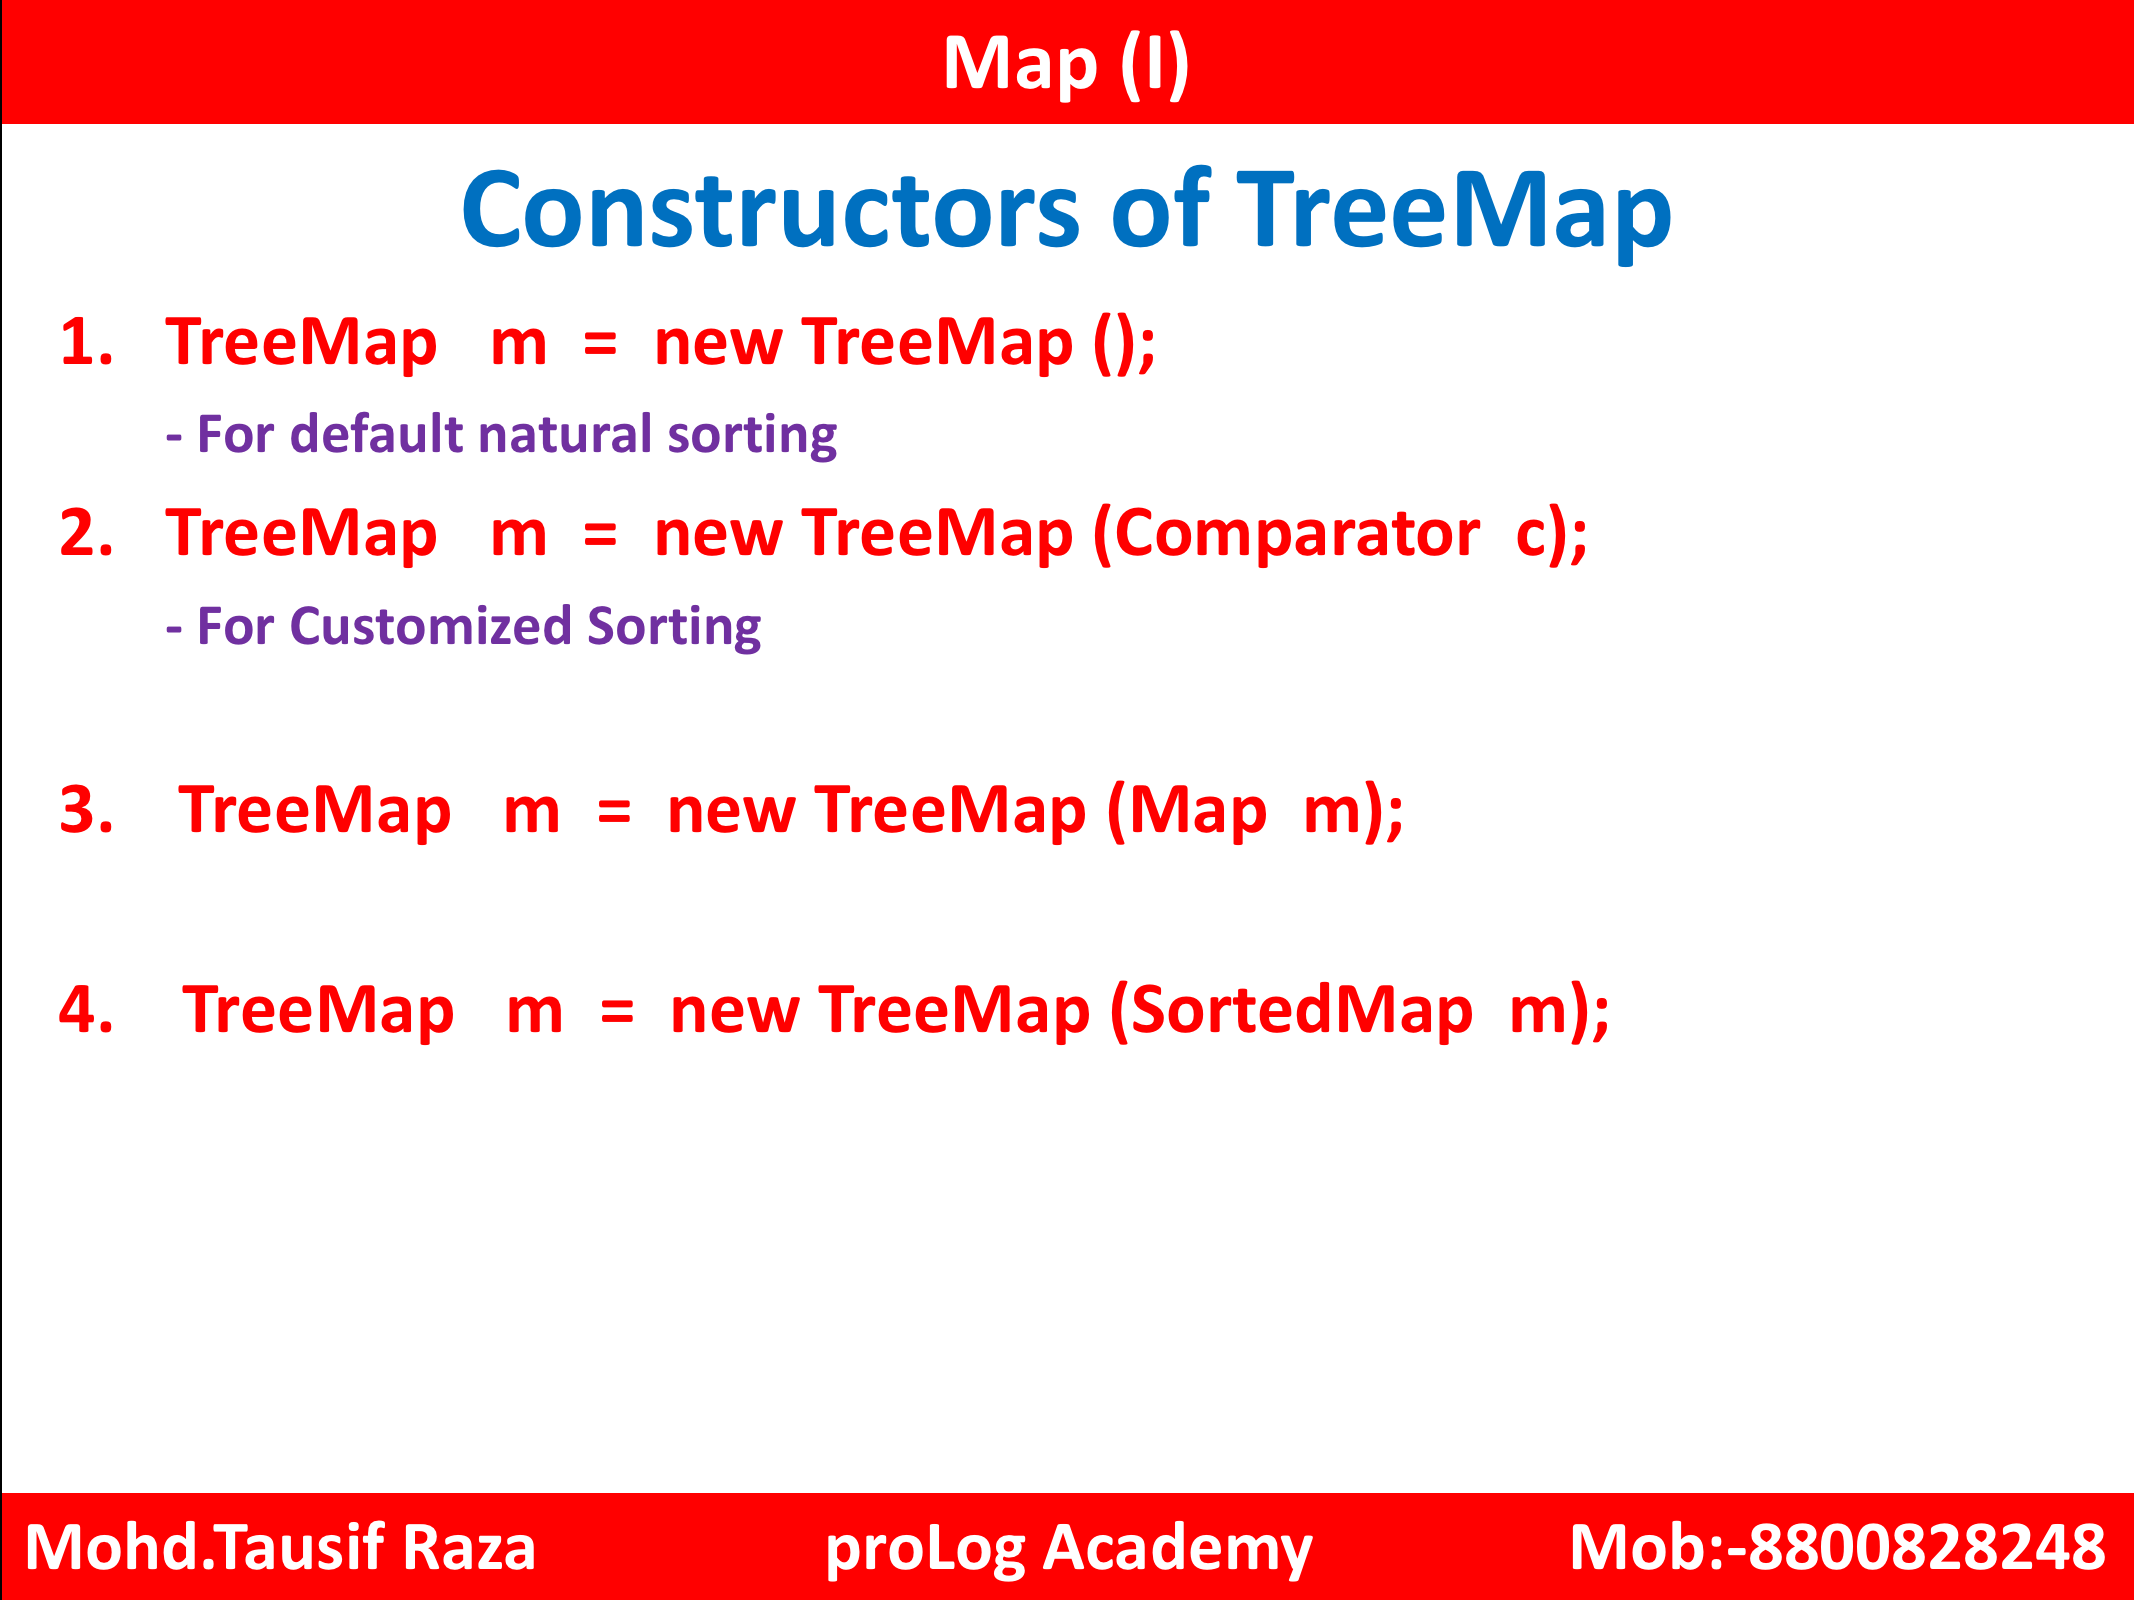 Map (I)
Constructors of TreeMap
1. TreeMap m = new TreeMap ();
- For default natural sorting
2. TreeMap m = new TreeMap (Comparator c);
- For Customized Sorting
3. TreeMap m = new TreeMap (Map m);
4. TreeMap m = new TreeMap (SortedMap m);
Mohd.Tausif Raza proLog Academy Mob:-8800828248